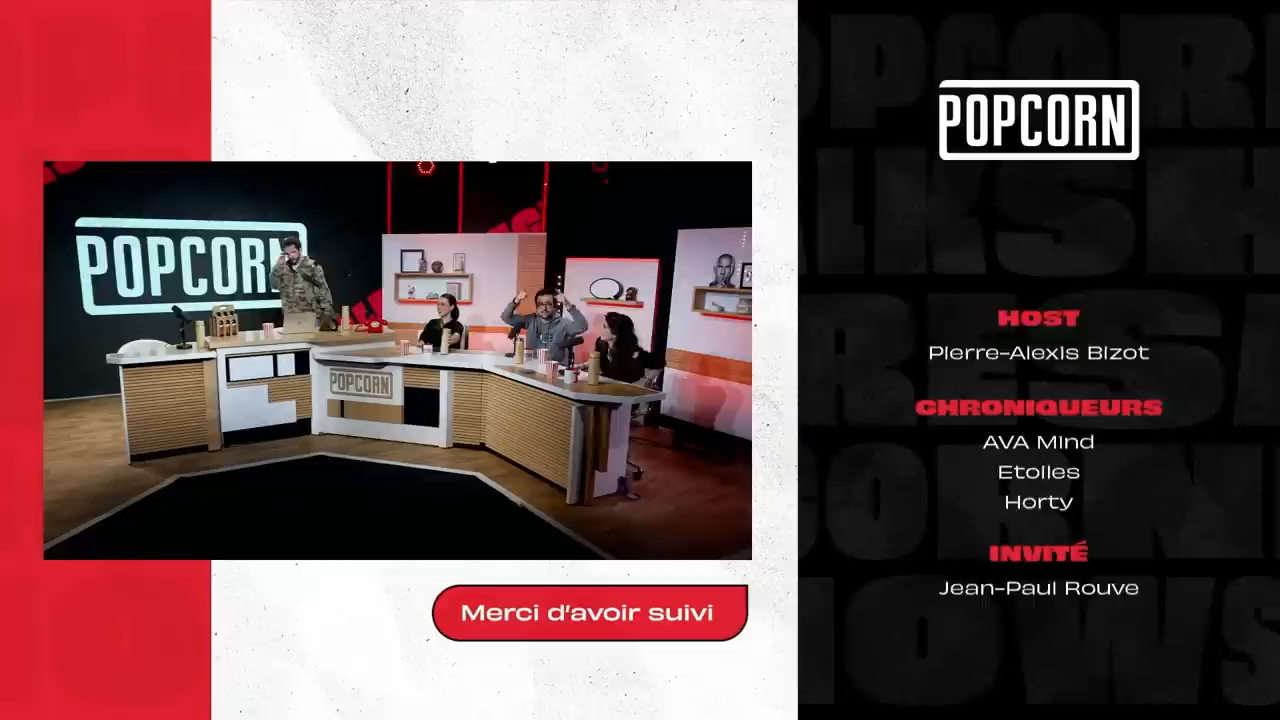 POPCORN
POPCORN
Merci d'avoir suivi
POPCORN
HOST
Pierre-Alexis Bizot
CHRONIQUEURS
AVA Mind
Etoiles
Horty
INVITÉ
Jean-Paul Rouve